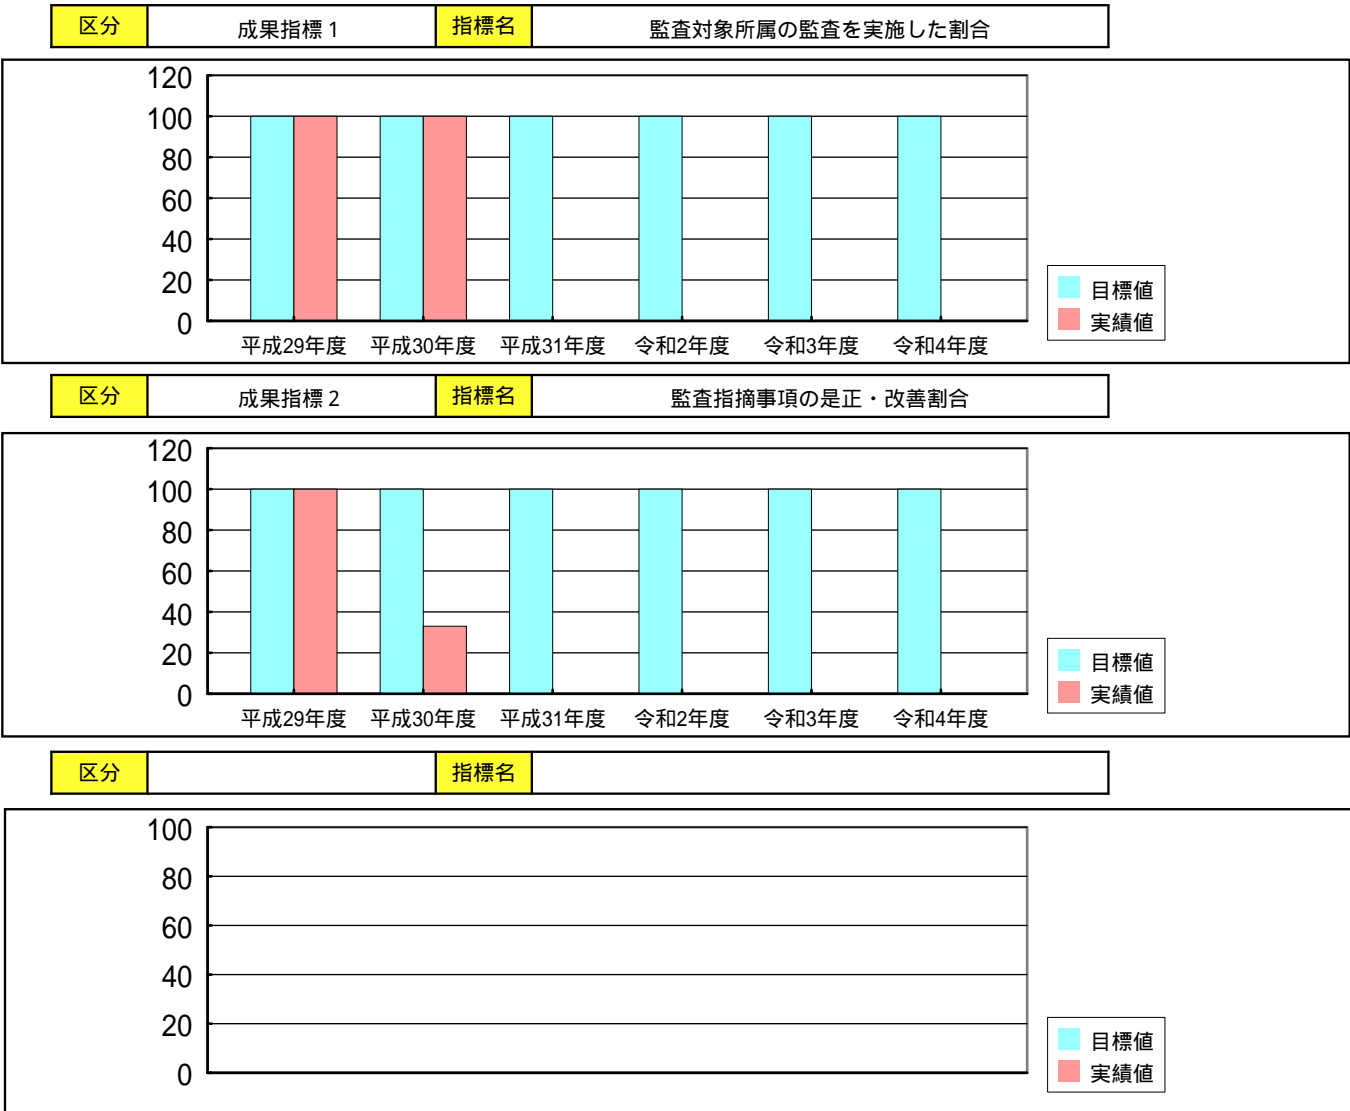 区分 成果指標1 指標名 監査対象所属の監査を実施した割合
120
100
80
60
40
20
0
平成29年度 平成30年度 平成31年度 令和2年度 令和3年度 令和4年度
目標値
実績値
区分 成果指標2 指標名 監査指摘事項の是正・改善割合
120
100
80
60
40
20
0
平成29年度 平成30年度 平成31年度 令和2年度 令和3年度 令和4年度
目標値
実績値
区分 指標名
100
80
60
40
20
0
目標値
実績値